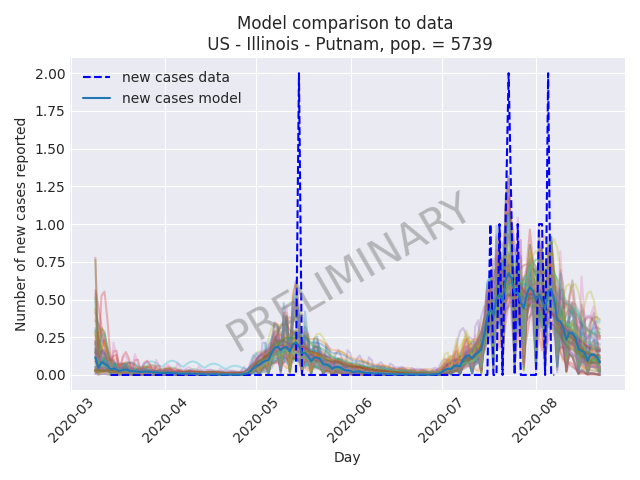 Model comparison to data
US - Illinois - Putnam, pop. = 5739
new cases data
new cases model
Number of new cases reported
2.00
1.75
1.50
1.25
1.00
0.75
0.50
0.25
0.00
PRELIMINARY
2020-03
2020-04
2020-05
2020-06
2020-07
2020-08
Day